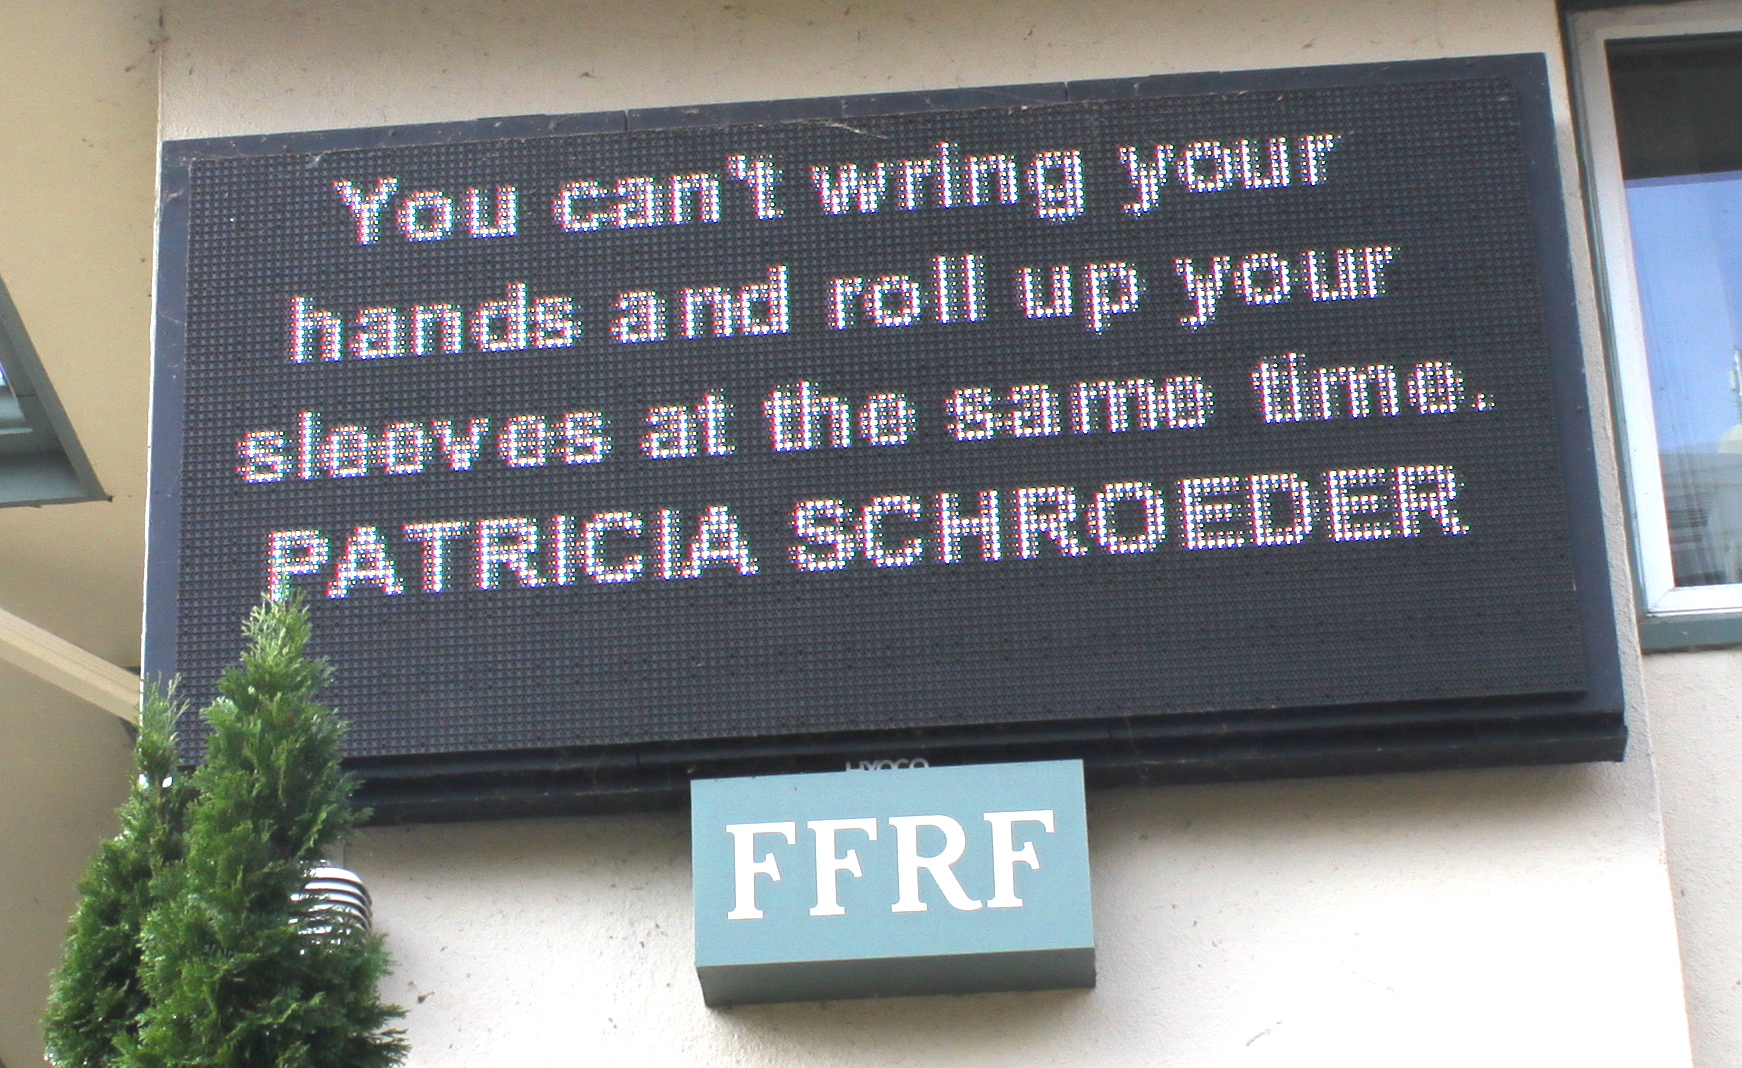 You can't wring your
hands and roll up your
sleeves at the same time.
PATRICIA SCHROEDER
FFRF